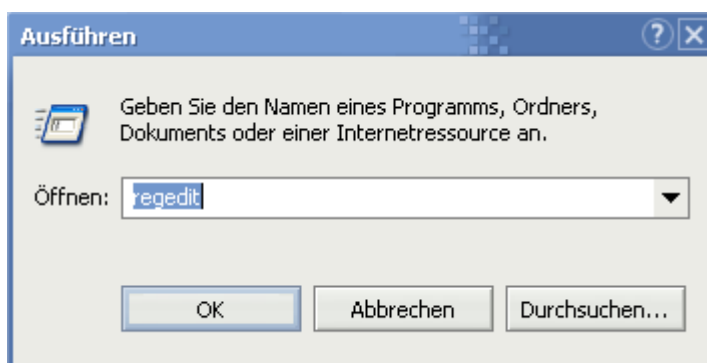 Ausführen
Geben Sie den Namen eines Programms, Ordners,
Dokuments oder einer Internetressource an.
Öffnen: regedit
OK Abbrechen Durchsuchen...